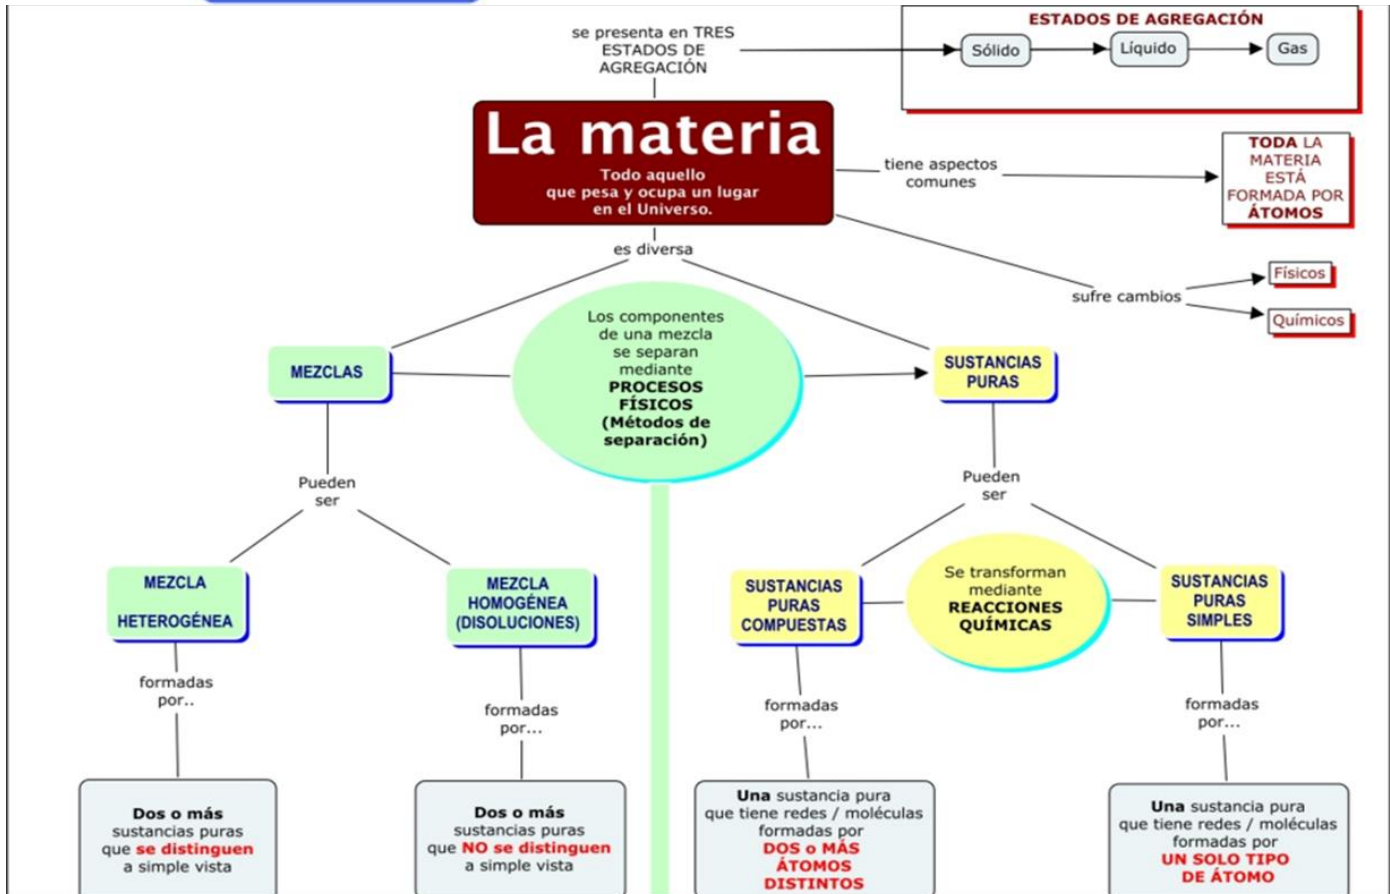 se presenta en TRES
ESTADOS DE
AGREGACIÓN
ESTADOS DE AGREGACIÓN
Sólido
Líquido
Gas
La materia
Todo aquello
que pesa y ocupa un lugar
en el Universo.
tiene aspectos
comunes
TODA LA
MATERIA
ESTÁ
FORMADA POR
ÁTOMOS
es diversa
sufre cambios
Físicos
Químicos
Los componentes
de una mezcla
se separan
mediante
PROCESOS
FÍSICOS
(Métodos de
separación)
MEZCLAS
SUSTANCIAS
PURAS
Pueden
ser
Pueden
ser
MEZCLA
HETEROGÉNEA
MEZCLA
HOMOGÉNEA
(DISOLUCIONES)
SUSTANCIAS
PURAS
COMPUESTAS
Se transforman
mediante
REACCIONES
QUÍMICAS
SUSTANCIAS
PURAS
SIMPLES
formadas
por..
formadas
por...
formadas
por...
formadas
por...
Dos o más
sustancias puras
que se distinguen
a simple vista
Dos o más
sustancias puras
que NO se distinguen
a simple vista
Una sustancia pura
que tiene redes / moléculas
formadas por
DOS o MÁS
ÁTOMOS
DISTINTOS
Una sustancia pura
que tiene redes / moléculas
formadas por
UN SOLO TIPO
DE ÁTOMO